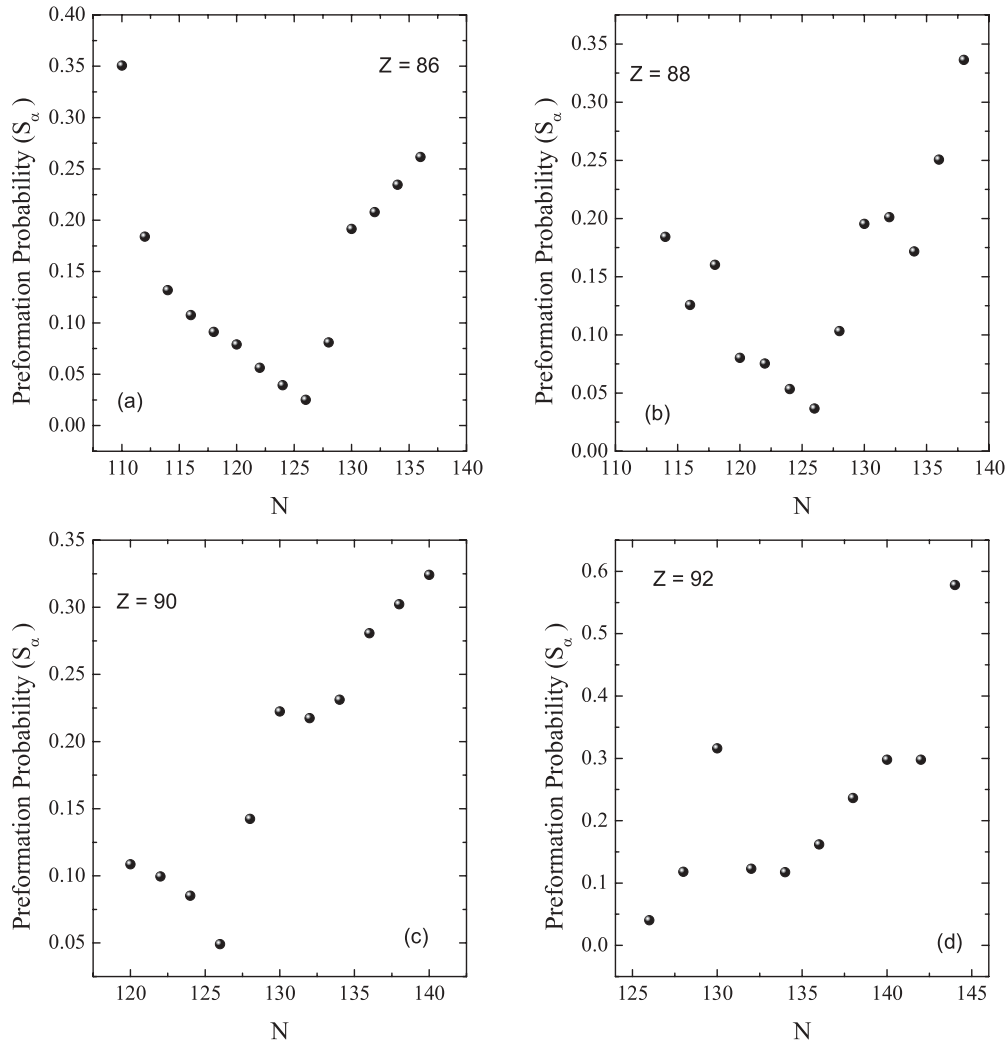 Preformation Probability (Sα)
0.40
0.35
0.30
0.25
0.20
0.15
0.10
0.05
0.00
Z = 86
(a)
110 115 120 125 130 135 140
N
Preformation Probability (Sα)
0.35
0.30
0.25
0.20
0.15
0.10
0.05
0.00
Z = 88
(b)
110 115 120 125 130 135 140
N
Preformation Probability (Sα)
0.35
0.30
0.25
0.20
0.15
0.10
0.05
Z = 90
(c)
120 125 130 135 140
N
Preformation Probability (Sα)
0.6
0.5
0.4
0.3
0.2
0.1
0.0
Z = 92
(d)
125 130 135 140 145
N